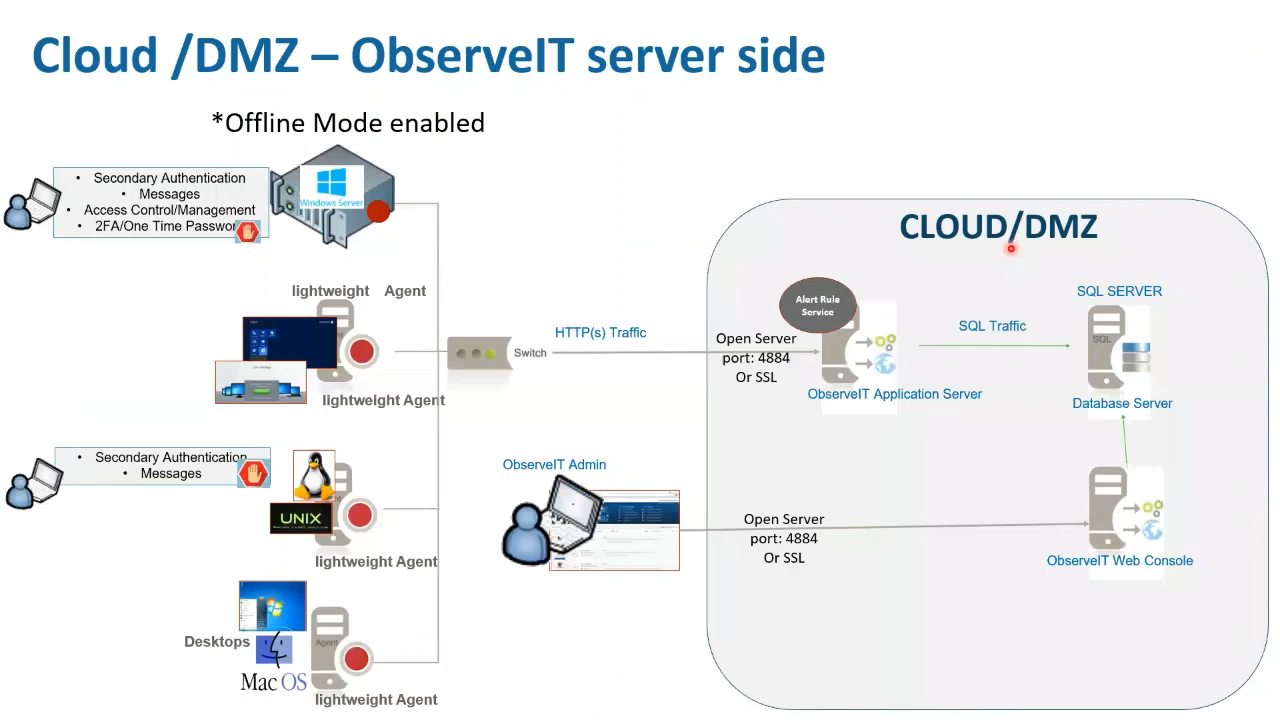 Cloud /DMZ – ObserveIT server side
*Offline Mode enabled
• Secondary Authentication
• Messages
• Access Control/Management
• 2FA/One Time Passwor
Windows Server
lightweight Agent
lightweight Agent
Switch
HTTP(s) Traffic
Open Server
port: 4884
Or SSL
CLOUD/DMZ
Alert Rule
Service
ObserveIT Application Server
SQL Traffic
SQL SERVER
SQL
Database Server
• Secondary Authentication
• Messages
UNIX
lightweight Agent
ObserveIT Admin
Open Server
port: 4884
Or SSL
ObserveIT Web Console
Desktops
Agent
Mac OS
lightweight Agent